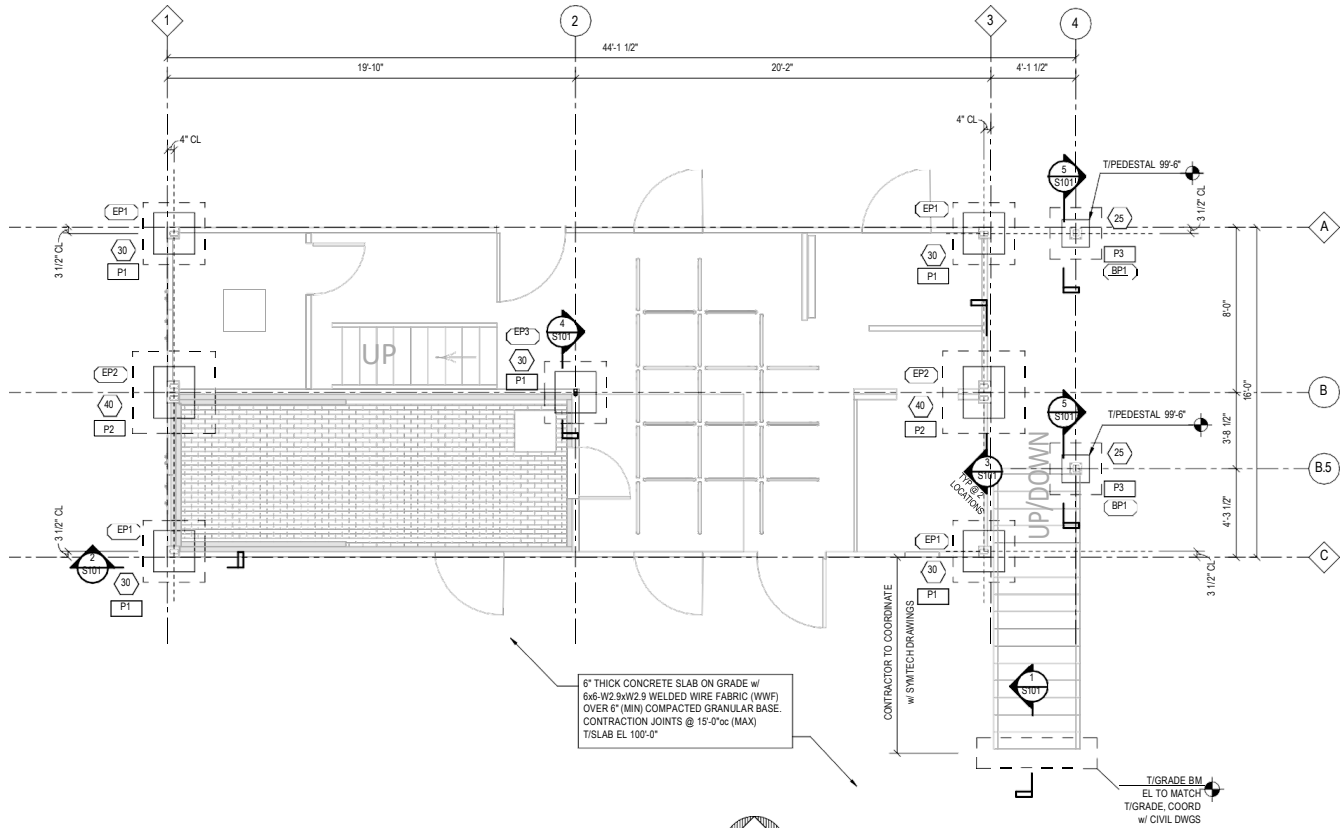 1
2
3
4
44'-1 1/2"
19'-10"
20'-2"
4'-1 1/2"
4" CL
4" CL
5
S101
T/PEDESTAL 99'-6"
EP1
30
P1
3 1/2" CL
EP1
30
P1
25
P3
BP1
3 1/2" CL
A
8'-0"
16'-0"
UP
EP3
30
P1
4
S101
EP2
40
P2
EP2
40
P2
B
5
S101
T/PEDESTAL 99'-6"
3'-8 1/2"
25
P3
BP1
B.5
3
S101
TYP @ 2
LOCATIONS
UP/DOWN
4'-3 1/2'
3 1/2" CL
EP1
30
P1
2
S101
EP1
30
P1
C
3 1/2" CL
CONTRACTOR TO COORDINATE
w/ SYMTECH DRAWINGS
6" THICK CONCRETE SLAB ON GRADE w/
6x6-W2.9xW2.9 WELDED WIRE FABRIC (WWF)
OVER 6" (MIN) COMPACTED GRANULAR BASE.
CONTRACTION JOINTS @ 15'-0"oc (MAX)
T/SLAB EL 100'-0"
1
S101
T/GRADE BM
EL TO MATCH
T/GRADE, COORD
w/ CIVIL DWGS